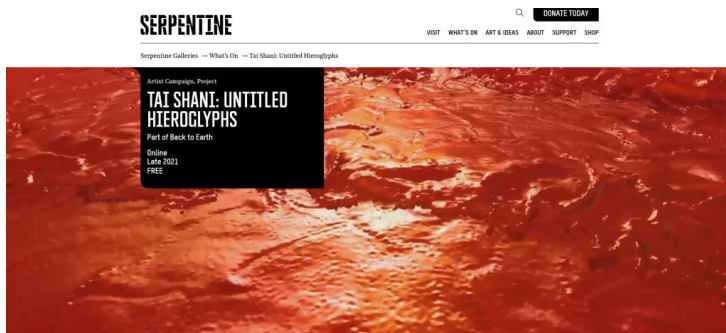 DONATE TODAY
SERPENTINE
VISIT WHAT'S ON ART & IDEAS ABOUT SUPPORT SHOP
Serpentine Galleries → What's On → Tai Shani: Untitled Hieroglyphs
Artist Campaign, Project
TAI SHANI: UNTITLED
HIEROGLYPHS
Part of Back to Earth
Online
Late 2021
FREE